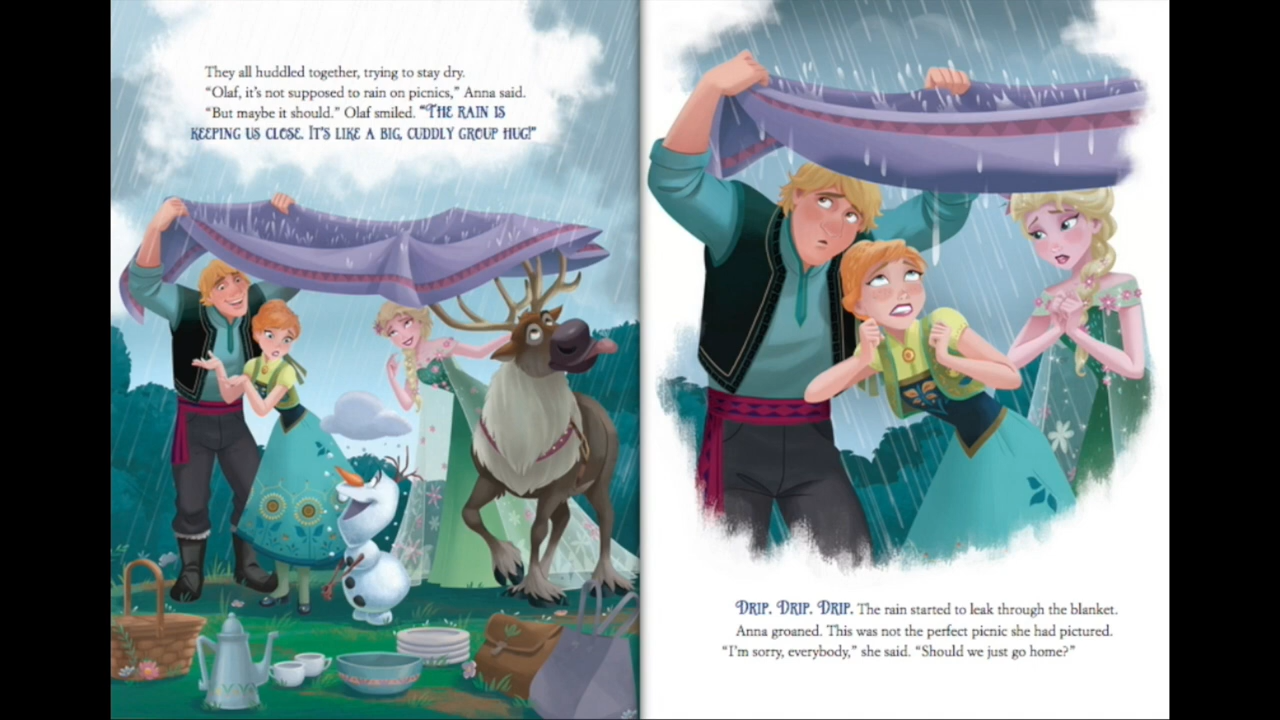 They all huddled together, trying to stay dry.
“Olaf, it’s not supposed to rain on picnics,” Anna said.
“But maybe it should.” Olaf smiled. “THE RAIN IS
KEEPING US CLOSE. IT’S LIKE A BIG, CUDDLY GROUP HUG!”
DRIP. DRIP. DRIP. The rain started to leak through the blanket.
Anna groaned. This was not the perfect picnic she had pictured.
“I’m sorry, everybody,” she said. “Should we just go home?”